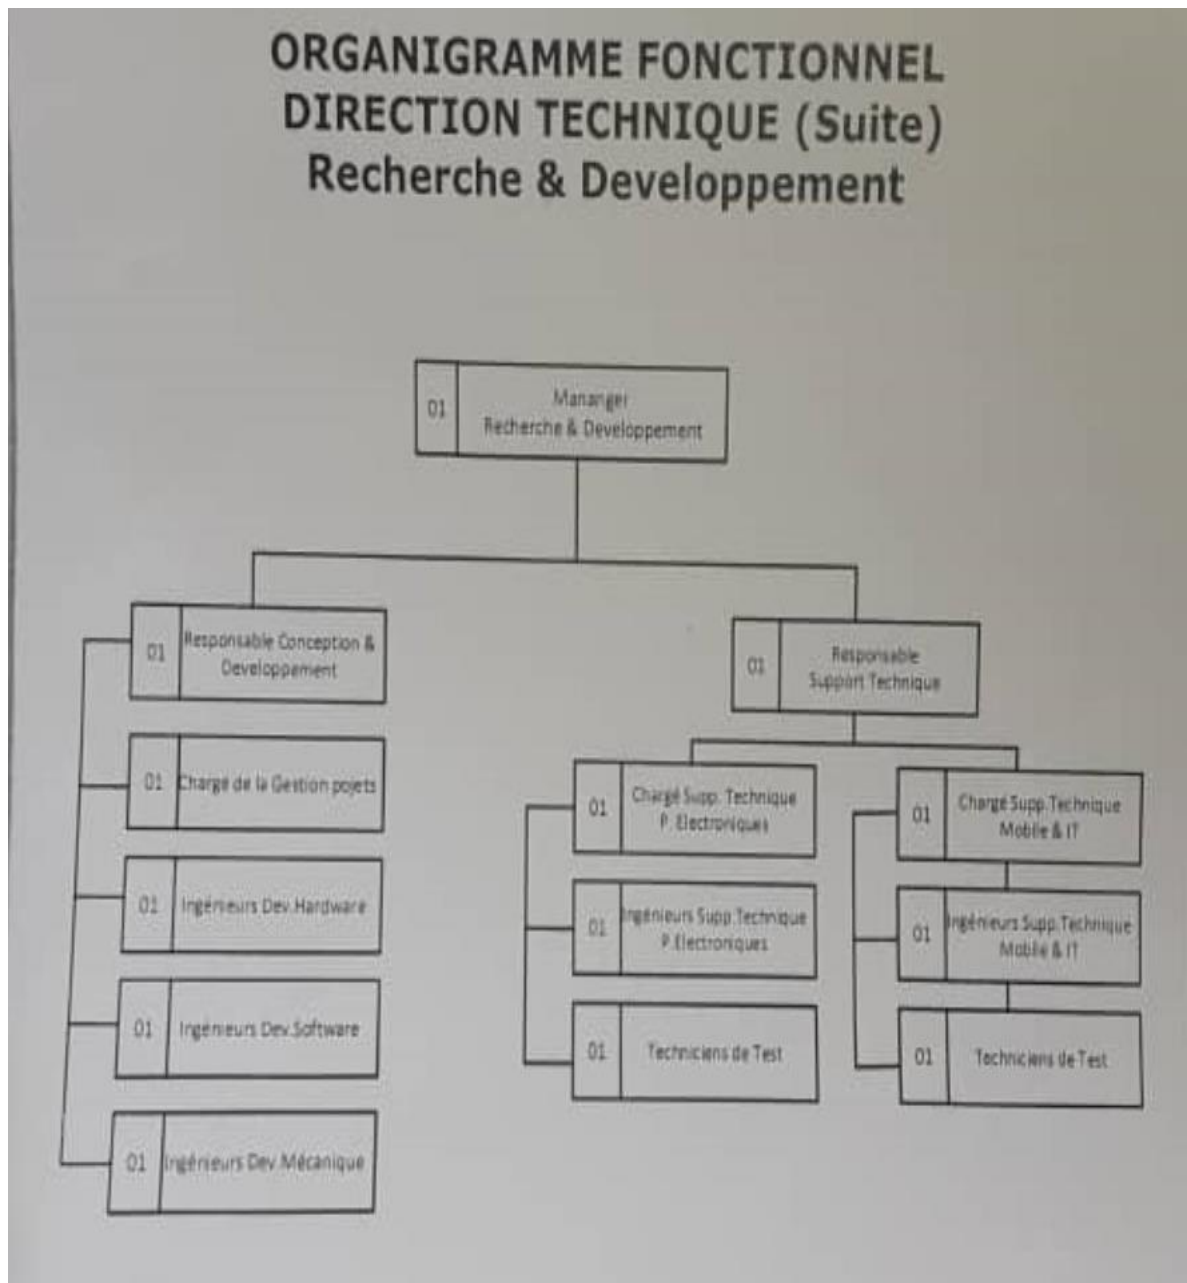 ORGANIGRAMME FONCTIONNEL
DIRECTION TECHNIQUE (Suite)
Recherche & Developpement
01
Mananger
Recherche & Developpement
01
Responsable Conception &
Developpement
01
Chargé de la Gestion pojets
01
Ingénieurs Dev.Hardware
01
Ingénieurs Dev.Software
01
Ingénieurs Dev.Mécanique
01
Responsable
Support Technique
01
Chargé Supp. Technique
P. Electroniques
01
Ingénieurs Supp.Technique
P.Electroniques
01
Techniciens de Test
01
Chargé Supp.Technique
Mobile & IT
01
Ingénieurs Supp.Technique
Mobile & IT
01
Techniciens de Test